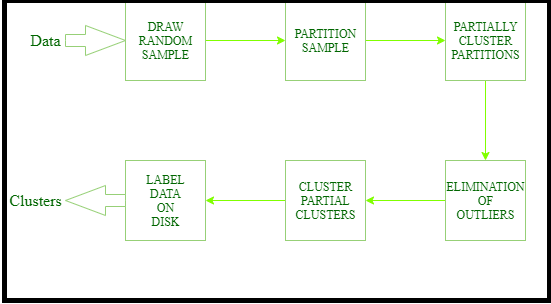 Data
DRAW
RANDOM
SAMPLE
PARTITION
SAMPLE
PARTIALLY
CLUSTER
PARTITIONS
ELIMINATION
OF
OUTLIERS
CLUSTER
PARTIAL
CLUSTERS
LABEL
DATA
ON
DISK
Clusters